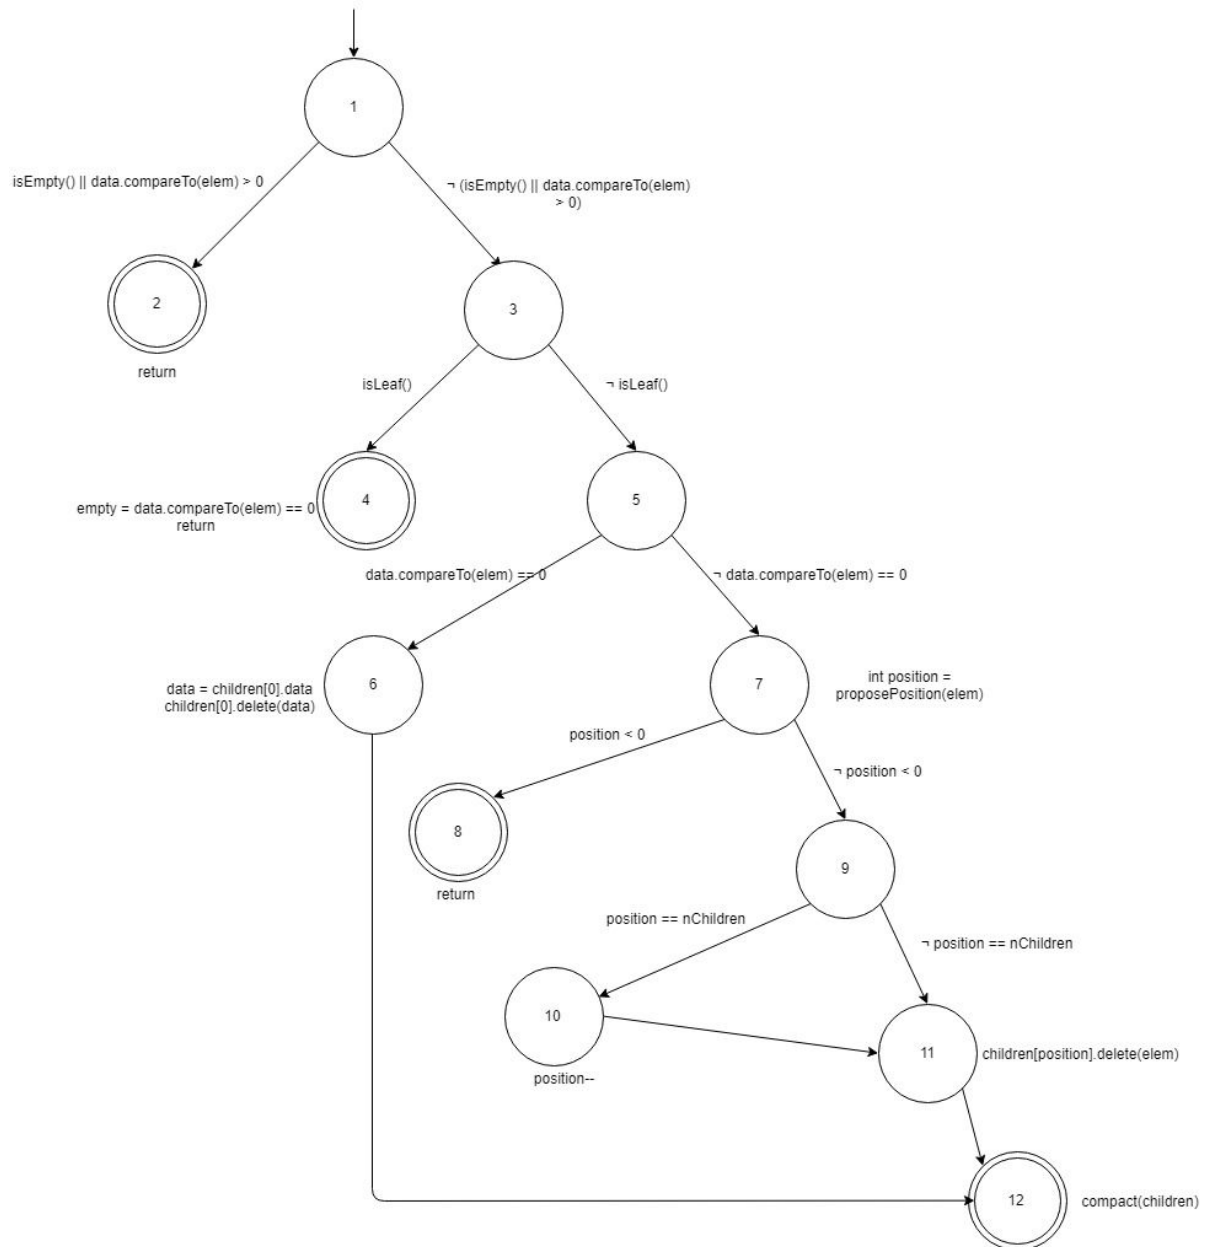 1
isEmpty() || data.compareTo(elem) > 0
¬ (isEmpty() || data.compareTo(elem)
> 0)
2
return
3
isLeaf()
¬ isLeaf()
4
empty = data.compareTo(elem) == 0
return
5
data.compareTo(elem) == 0
¬ data.compareTo(elem) == 0
6
data = children[0].data
children[0].delete(data)
7
int position =
proposePosition(elem)
position < 0
¬ position < 0
8
return
9
position == nChildren
¬ position == nChildren
10
position--
11
children[position].delete(elem)
12
compact(children)